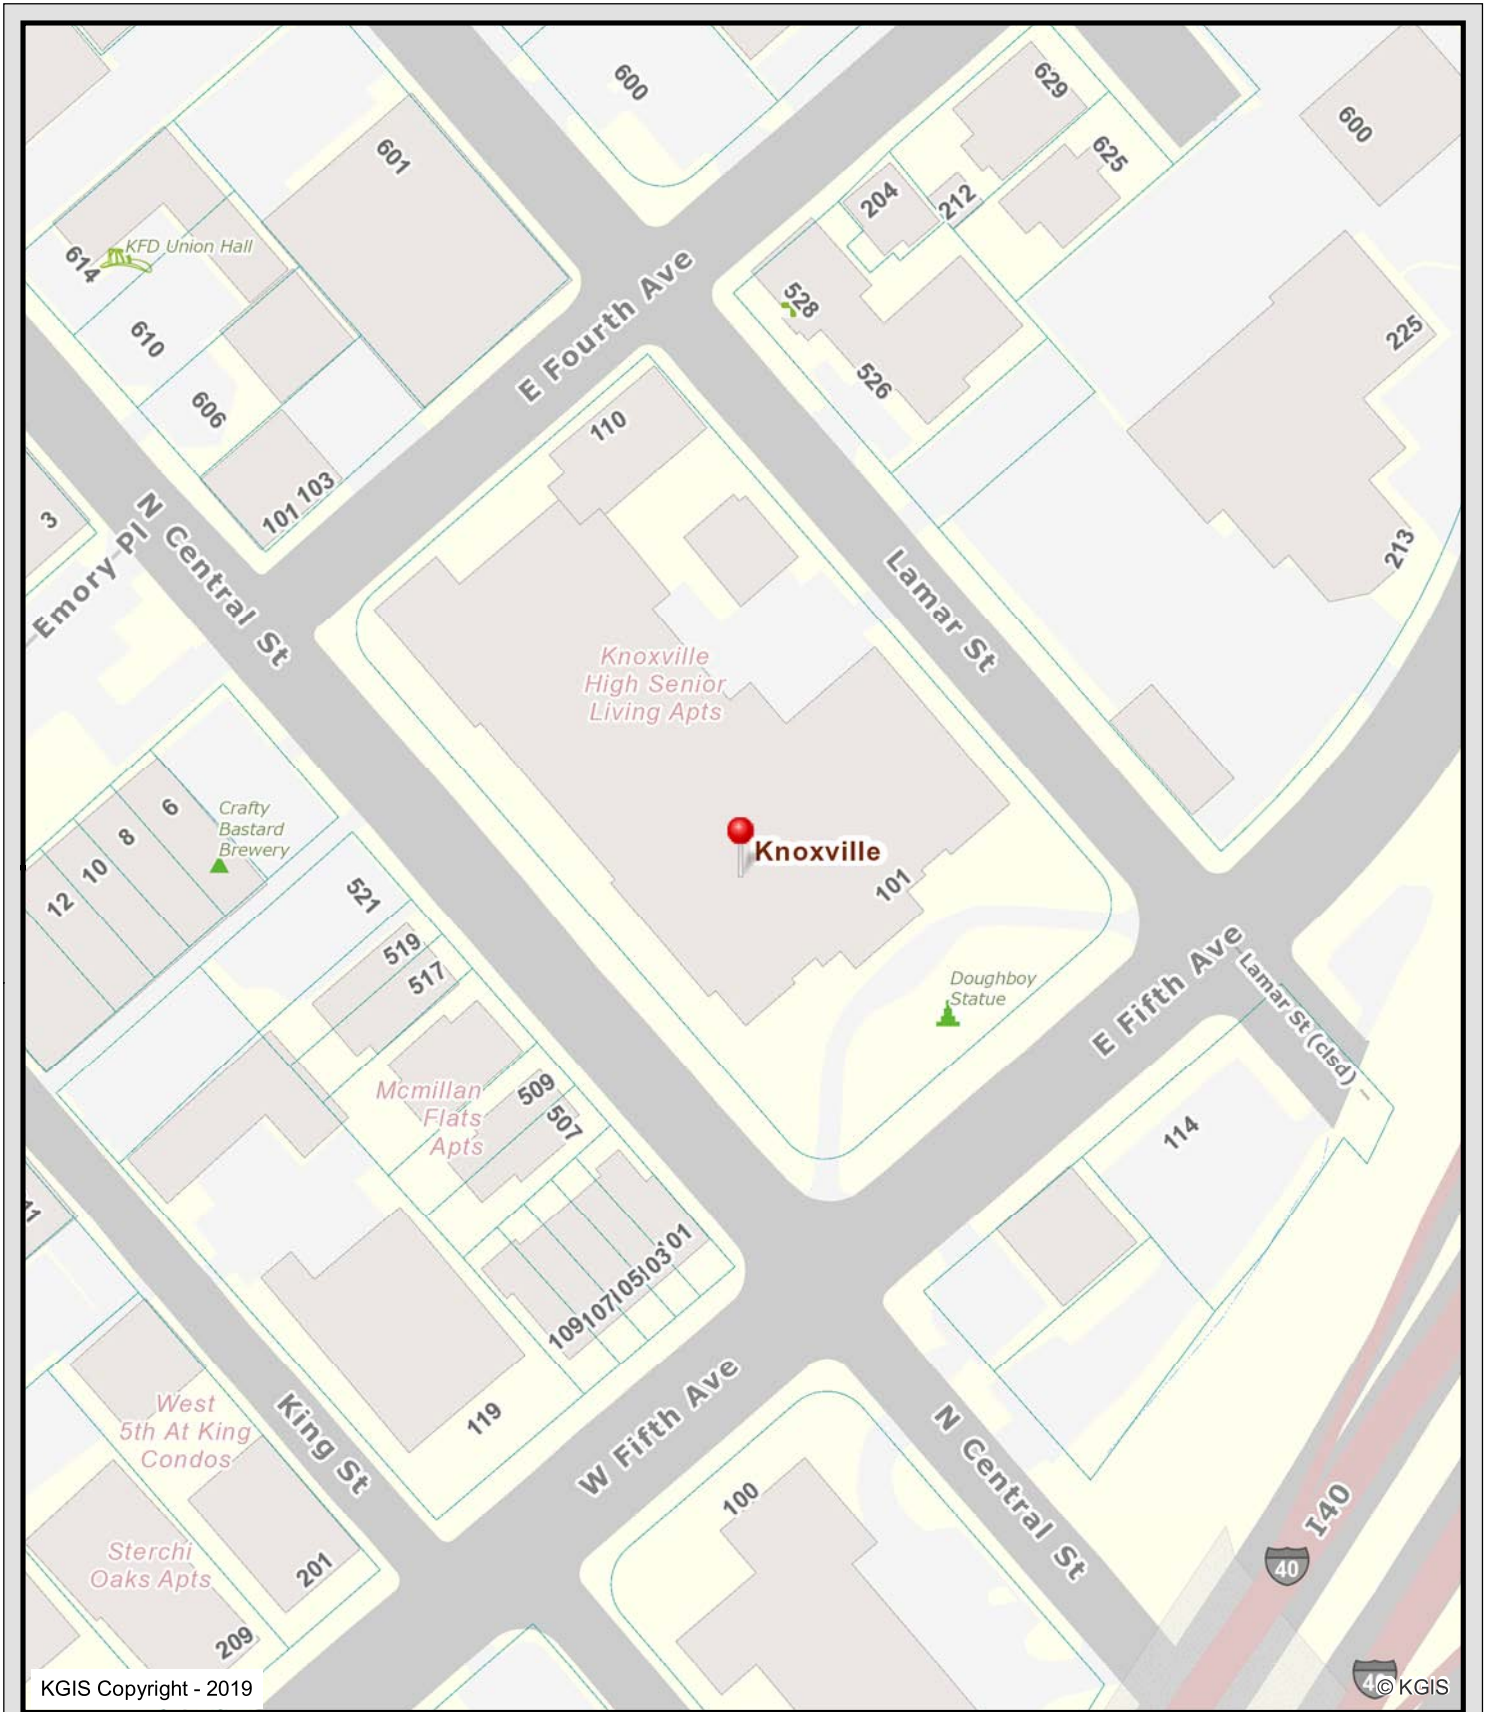 600
629
600
625
601
204
212
KFD Union Hall
614
528
E Fourth Ave
225
610
526
606
110
103
101
3
N Central St
Emory Pl
213
Lamar St
Knoxville
High Senior
Living Apts
6
Crafty
Bastard
Brewery
8
10
12
Knoxville
101
521
519
517
Doughboy
Statue
E Fifth Ave
Lamar St (clsd)
Mcmillan
Flats
Apts
509
507
114
109
107
W Fifth Ave
119
West
5th At King
Condos
King St
N Central St
100
I40
40
Sterchi
Oaks Apts
201
209
KGIS Copyright - 2019
© KGIS